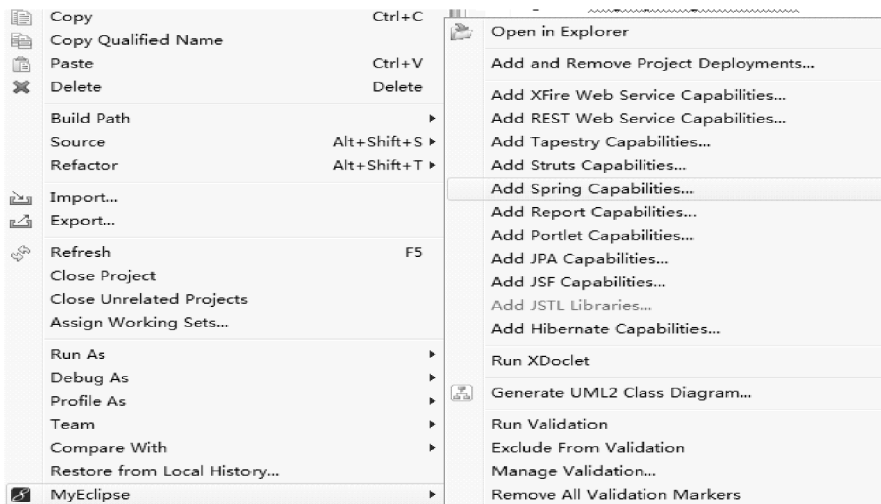 Copy Ctrl+C
Copy Qualified Name
Paste Ctrl+V
Delete Delete
Build Path
Source Alt+Shift+S
Refactor Alt+Shift+T
Import...
Export...
Refresh F5
Close Project
Close Unrelated Projects
Assign Working Sets...
Run As
Debug As
Profile As
Team
Compare With
Restore from Local History...
MyEclipse
Open in Explorer
Add and Remove Project Deployments...
Add XFire Web Service Capabilities...
Add REST Web Service Capabilities...
Add Tapestry Capabilities...
Add Struts Capabilities...
Add Spring Capabilities...
Add Report Capabilities...
Add Portlet Capabilities...
Add JPA Capabilities...
Add JSF Capabilities...
Add JSTL Libraries...
Add Hibernate Capabilities...
Run XDoclet
Generate UML2 Class Diagram...
Run Validation
Exclude From Validation
Manage Validation...
Remove All Validation Markers